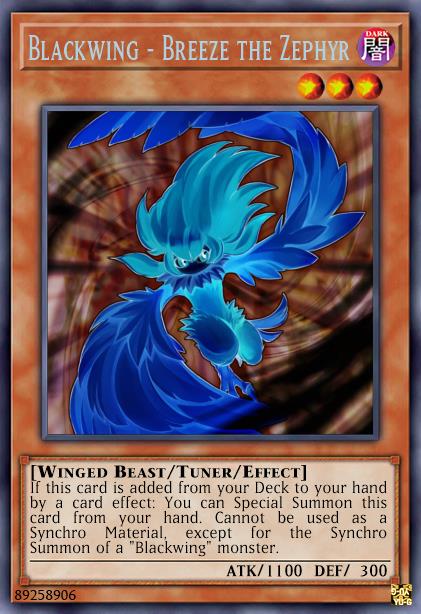 Blackwing - Breeze the Zephyr
DARK
闇
[Winged Beast/Tuner/Effect]
If this card is added from your Deck to your hand
by a card effect: You can Special Summon this
card from your hand. Cannot be used as a
Synchro Material, except for the Synchro
Summon of a "Blackwing" monster.
ATK/1100 DEF/ 300
89258906